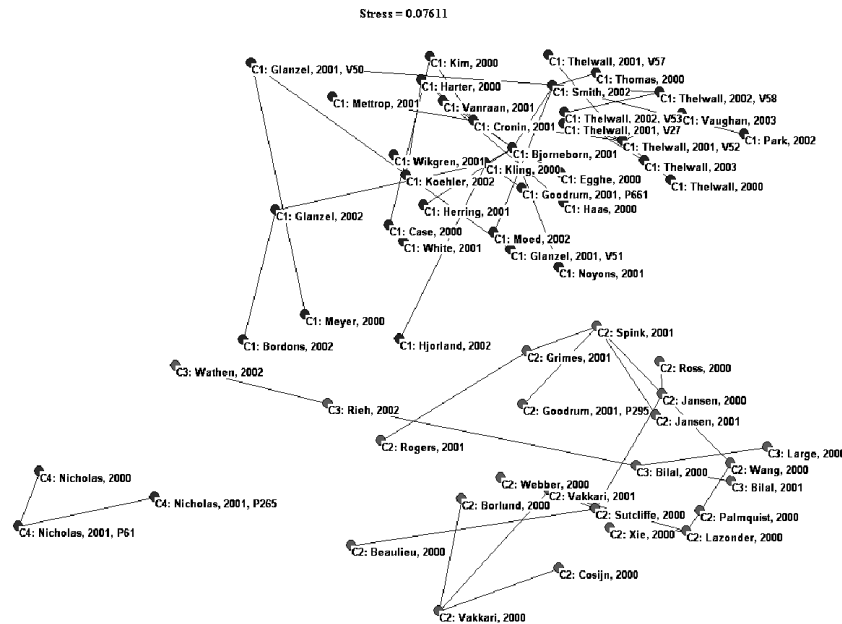 Stress = 0.07611
C1: Kim, 2000
C1: Thelwall, 2001, V57
C1: Glanzel, 2001, V50
C1: Thomas, 2000
C1: Harter, 2000
C1: Smith, 2002
C1: Thelwall, 2002, V58
C1: Mettrop, 2001
C1: Vanraan, 2001
C1: Thelwall, 2002, V53
C1: Vaughan, 2003
C1: Cronin, 2001
C1: Thelwall, 2001, V27
C1: Park, 2002
C1: Thelwall, 2001, V52
C1: Bjorneborn, 2001
C1: Wikgren, 2001
C1: Kling, 2000
C1: Thelwall, 2003
C1: Koehler, 2002
C1: Egghe, 2000
C1: Thelwall, 2000
C1: Goodrum, 2001, P661
C1: Glanzel, 2002
C1: Herring, 2001
C1: Haas, 2000
C1: Case, 2000
C1: White, 2001
C1: Moed, 2002
C1: Glanzel, 2001, V51
C1: Noyons, 2001
C1: Meyer, 2000
C1: Bordons, 2002
C1: Hjorland, 2002
C2: Spink, 2001
C2: Grimes, 2001
C3: Wathen, 2002
C2: Ross, 2000
C2: Jansen, 2000
C3: Rieh, 2002
C2: Goodrum, 2001, P295
C2: Jansen, 2001
C2: Rogers, 2001
C3: Large, 200
C3: Bilal, 2000
C2: Wang, 2000
C4: Nicholas, 2000
C2: Webber, 2000
C3: Bilal, 2001
C4: Nicholas, 2001, P265
C2: Borlund, 2000
C2: Vakkari, 2001
C2: Sutcliffe, 2000
C2: Palmquist, 2000
C4: Nicholas, 2001, P61
C2: Xie, 2000
C2: Lazonder, 2000
C2: Beaulieu, 2000
C2: Cosijn, 2000
C2: Vakkari, 2000